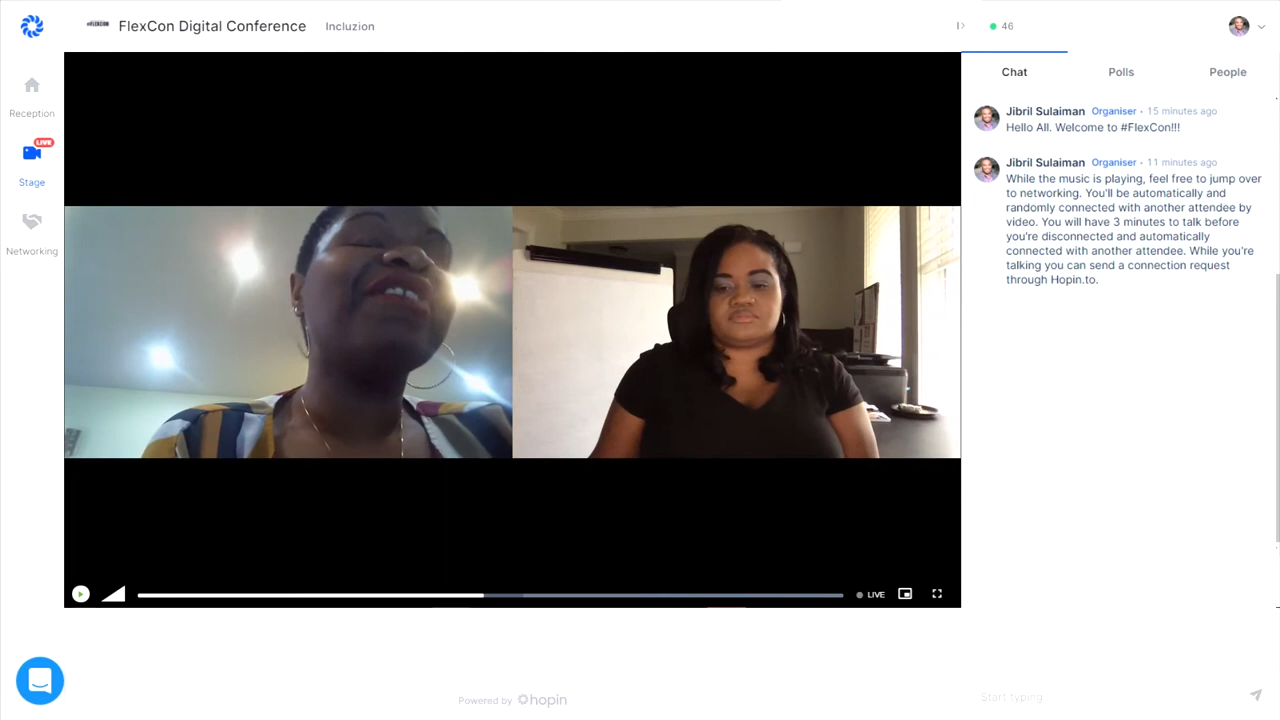 #FLEXCON
FlexCon Digital Conference
Incluzion
46
Reception
LIVE
Stage
Networking
Chat
Polls
People
Jibril Sulaiman Organiser • 15 minutes ago
Hello All. Welcome to #FlexCon!!!
Jibril Sulaiman Organiser • 11 minutes ago
While the music is playing, feel free to jump over
to networking. You'll be automatically and
randomly connected with another attendee by
video. You will have 3 minutes to talk before
you're disconnected and automatically
connected with another attendee. While you're
talking you can send a connection request
through Hopin.to.
LIVE
Powered by hopin
Start typing